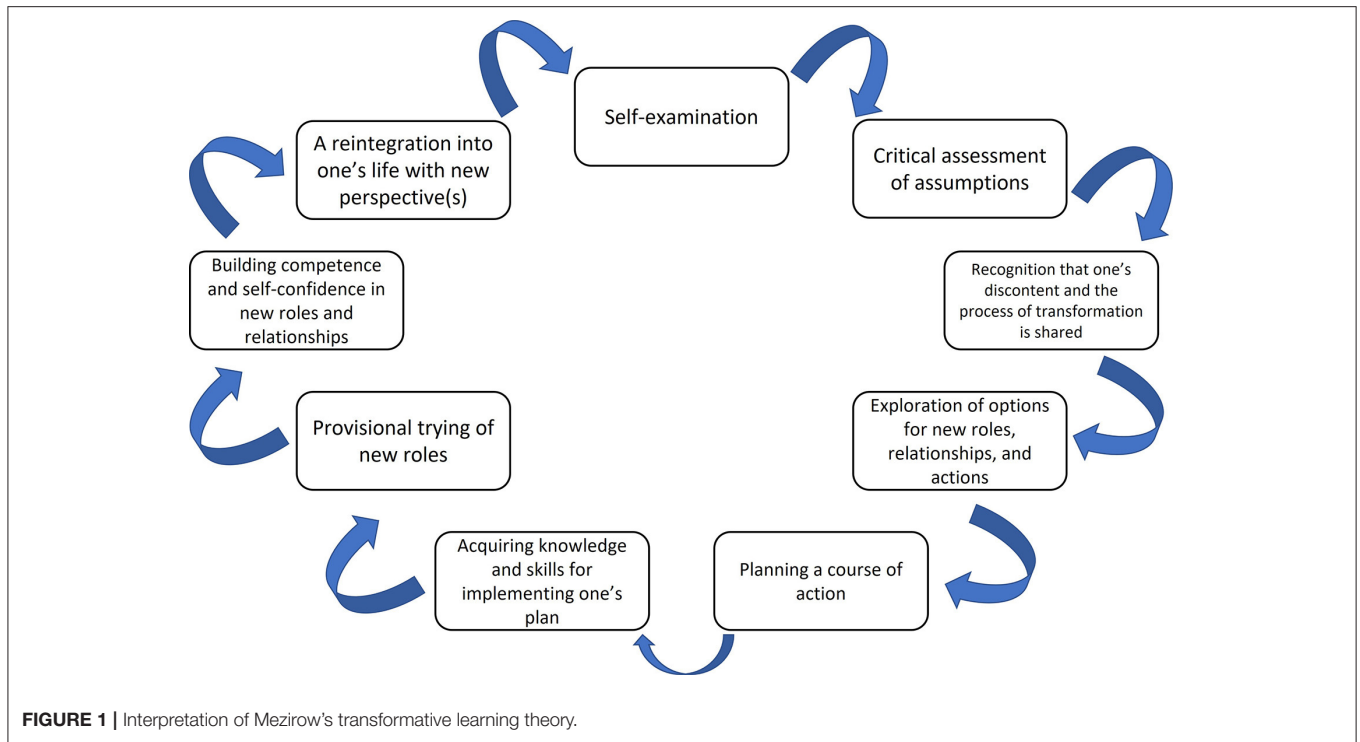 Self-examination
Critical assessment
of assumptions
Recognition that one's
discontent and the
process of transformation
is shared
Exploration of options
for new roles,
relationships, and
actions
Planning a course of
action
Acquiring knowledge
and skills for
implementing one's
plan
Provisional trying of
new roles
Building competence
and self-confidence in
new roles and
relationships
A reintegration into
one's life with new
perspective(s)
FIGURE 1 | Interpretation of Mezirow's transformative learning theory.